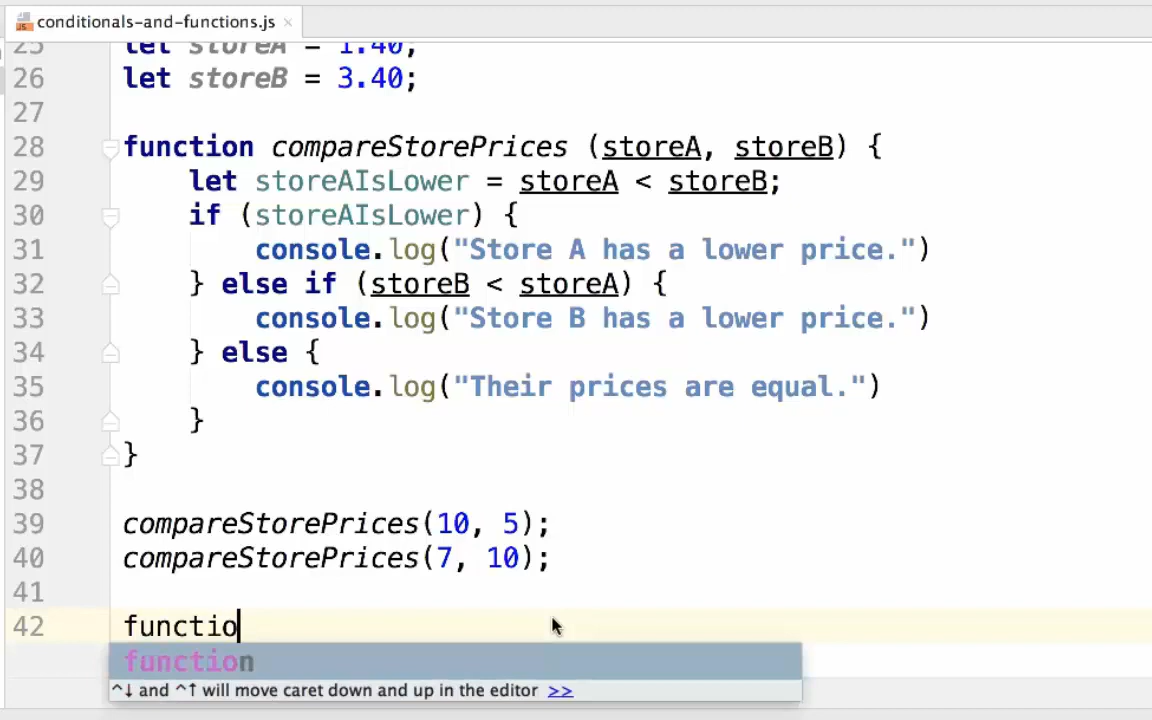 conditionals-and-functions.js
25 let storeA = 1.40;
26 let storeB = 3.40;
27
28 function compareStorePrices (storeA, storeB) {
29 let storeAIsLower = storeA < storeB;
30 if (storeAIsLower) {
31 console.log("Store A has a lower price.")
32 } else if (storeB < storeA) {
33 console.log("Store B has a lower price.")
34 } else {
35 console.log("Their prices are equal.")
36 }
37 }
38
39 compareStorePrices(10, 5);
40 compareStorePrices(7, 10);
41
42 functio
function
^↓ and ^↑ will move caret down and up in the editor >>